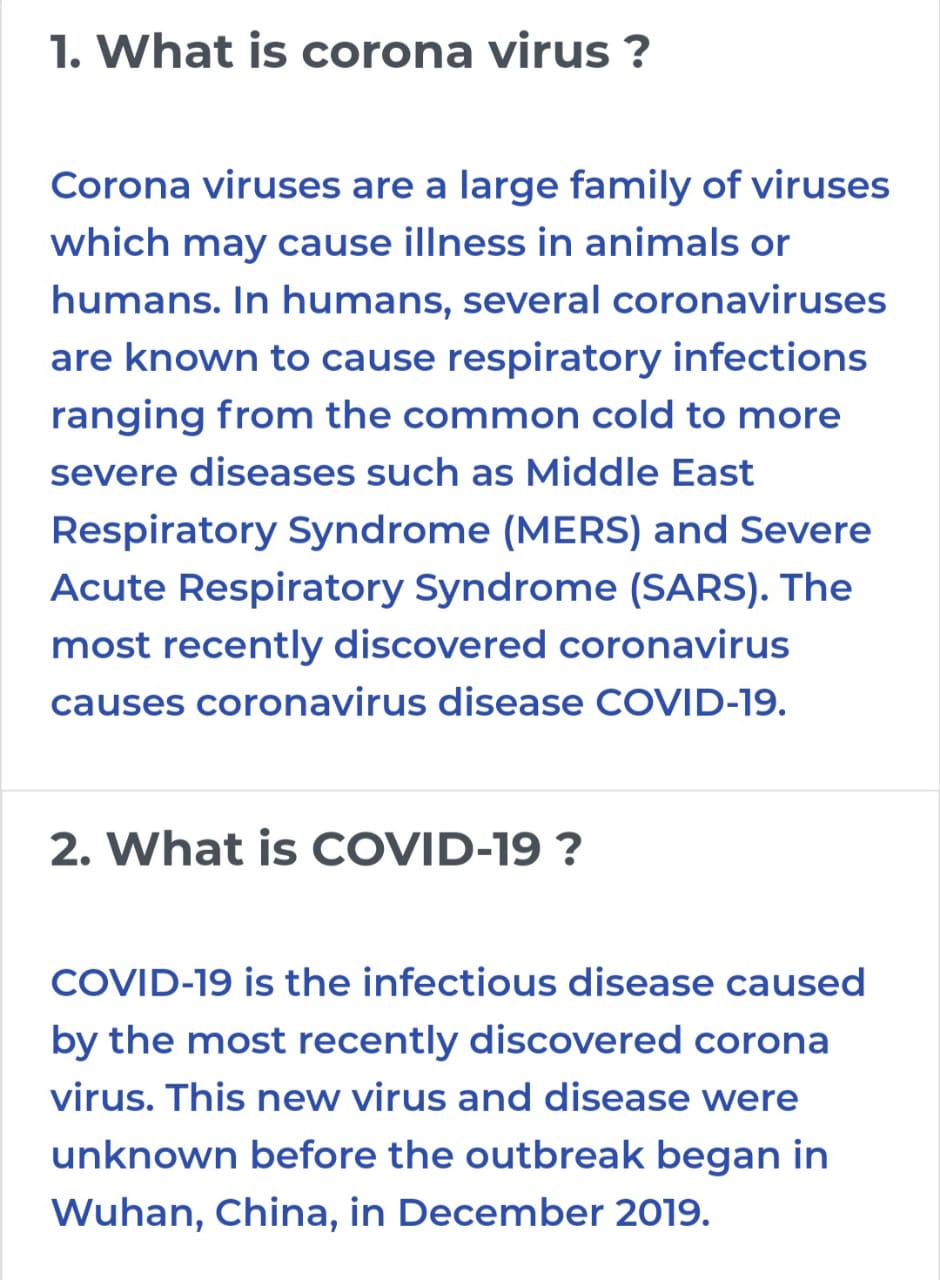 1. What is corona virus ?
Corona viruses are a large family of viruses
which may cause illness in animals or
humans. In humans, several coronaviruses
are known to cause respiratory infections
ranging from the common cold to more
severe diseases such as Middle East
Respiratory Syndrome (MERS) and Severe
Acute Respiratory Syndrome (SARS). The
most recently discovered coronavirus
causes coronavirus disease COVID-19.
2. What is COVID-19 ?
COVID-19 is the infectious disease caused
by the most recently discovered corona
virus. This new virus and disease were
unknown before the outbreak began in
Wuhan, China, in December 2019.